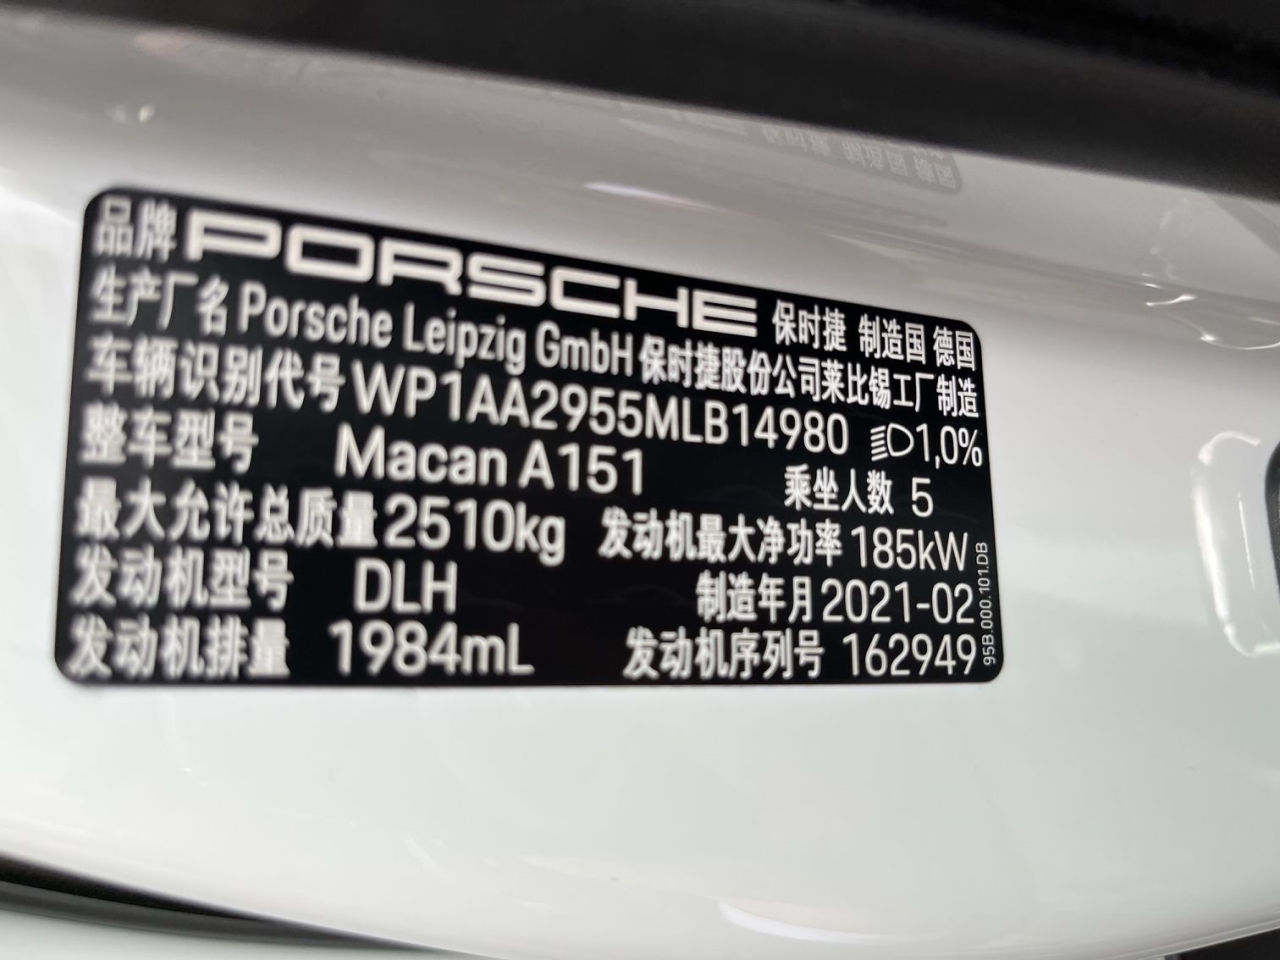 品牌 PORSCHE 保时捷 制造国 德国
生产厂名 Porsche Leipzig GmbH 保时捷股份公司莱比锡工厂制造
车辆识别代号 WP1AA2955MLB14980 1,0%
整车型号 Macan A151 乘坐人数 5
最大允许总质量 2510kg 发动机最大净功率 185kW
发动机型号 DLH 制造年月 2021-02
发动机排量 1984mL 发动机序列号 162949
95B.000.101.DB